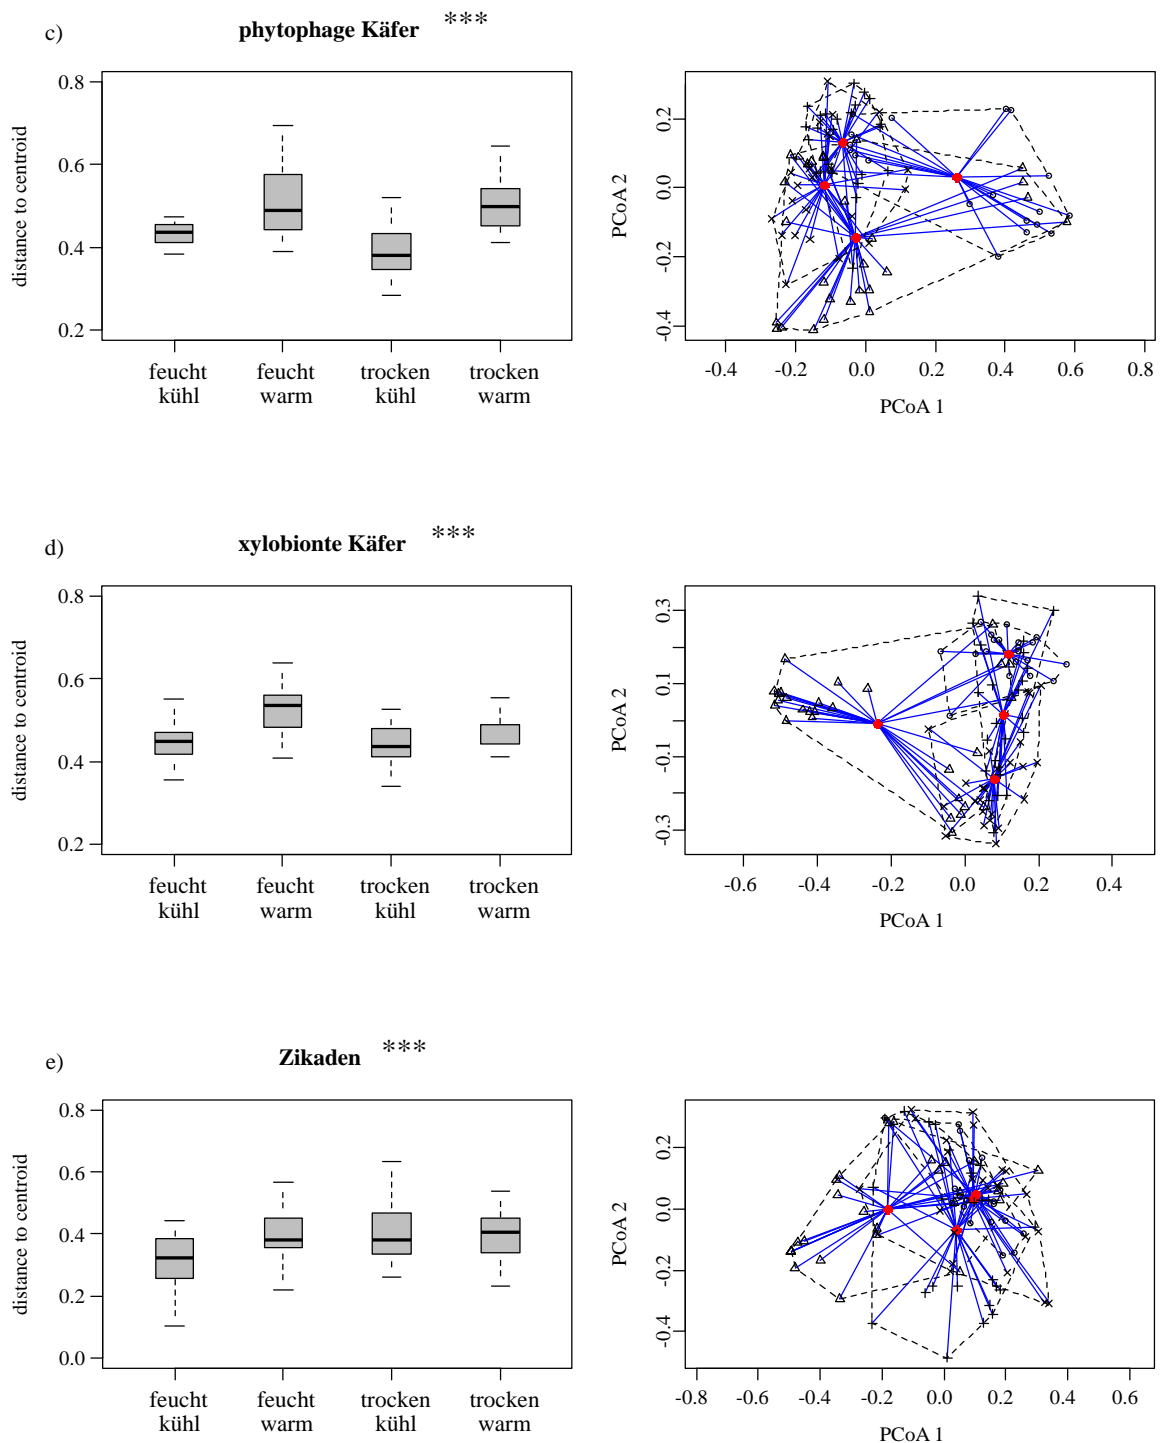 c)
phytophage Käfer ***
distance to centroid
0.8
0.6
0.4
0.2
feucht kühl
feucht warm
trocken kühl
trocken warm
PCoA 2
0.2
0.0
-0.2
-0.4
-0.4 -0.2 0.0 0.2 0.4 0.6 0.8
PCoA 1
d)
xylobionte Käfer ***
distance to centroid
0.8
0.6
0.4
0.2
feucht kühl
feucht warm
trocken kühl
trocken warm
PCoA 2
0.3
0.1
-0.1
-0.3
-0.6 -0.4 -0.2 0.0 0.2 0.4
PCoA 1
e)
Zikaden ***
distance to centroid
0.8
0.6
0.4
0.2
0.0
feucht kühl
feucht warm
trocken kühl
trocken warm
PCoA 2
0.2
0.0
-0.2
-0.4
-0.8 -0.6 -0.4 -0.2 0.0 0.2 0.4 0.6
PCoA 1